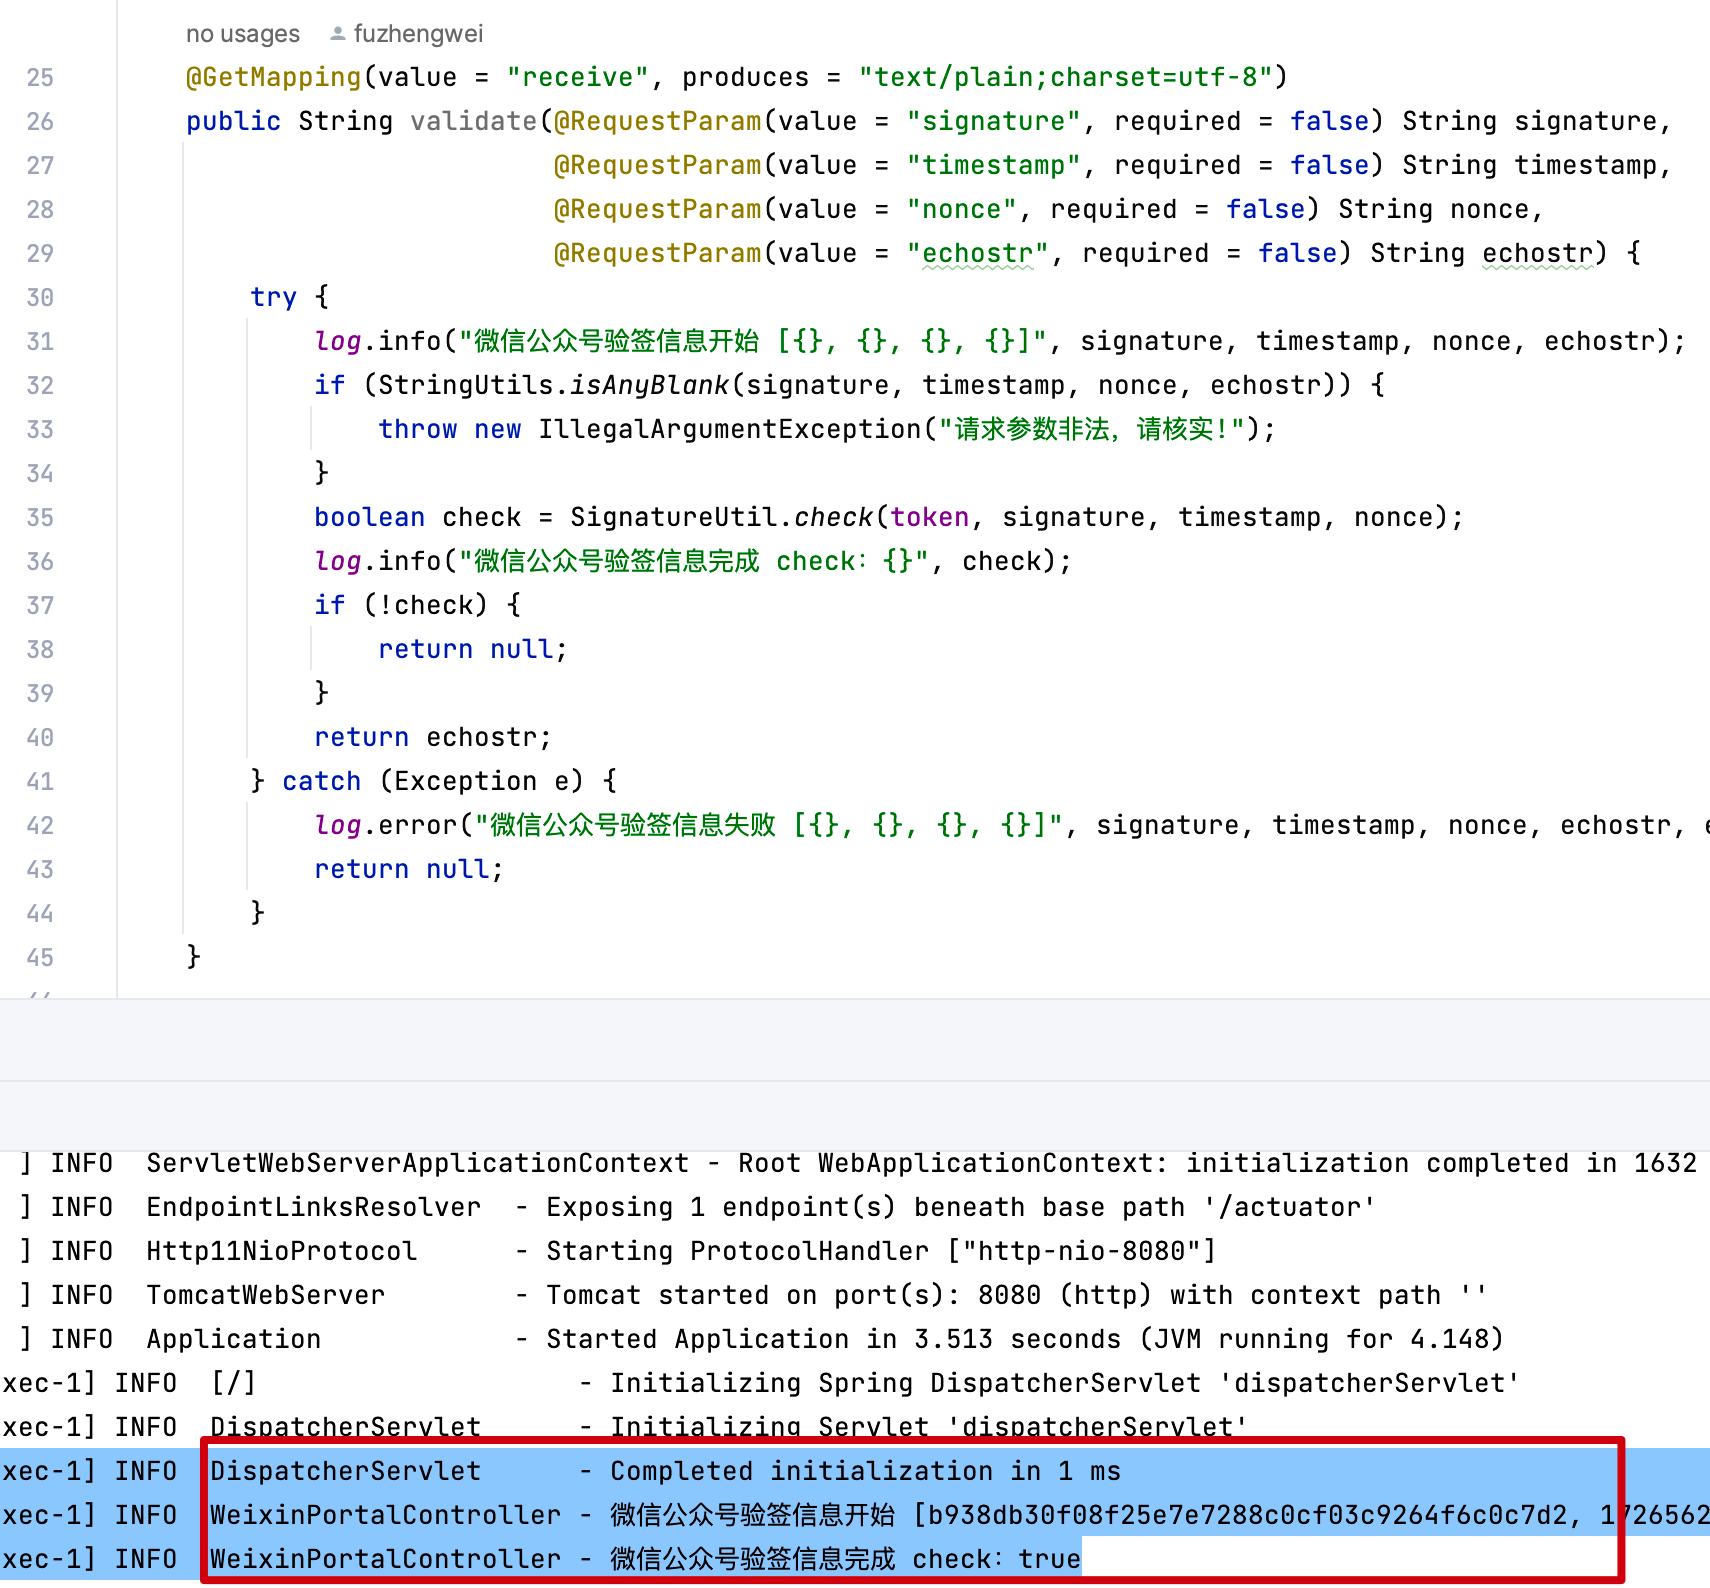 no usages fuzhengwei
25 @GetMapping(value = "receive", produces = "text/plain;charset=utf-8")
26 public String validate(@RequestParam(value = "signature", required = false) String signature,
27 @RequestParam(value = "timestamp", required = false) String timestamp,
28 @RequestParam(value = "nonce", required = false) String nonce,
29 @RequestParam(value = "echostr", required = false) String echostr) {
30 try {
31 log.info("微信公众号验签信息开始 [{}, {}, {}, {}]", signature, timestamp, nonce, echostr);
32 if (StringUtils.isAnyBlank(signature, timestamp, nonce, echostr)) {
33 throw new IllegalArgumentException("请求参数非法，请核实!");
34 }
35 boolean check = SignatureUtil.check(token, signature, timestamp, nonce);
36 log.info("微信公众号验签信息完成 check：{}", check);
37 if (!check) {
38 return null;
39 }
40 return echostr;
41 } catch (Exception e) {
42 log.error("微信公众号验签信息失败 [{}, {}, {}, {}]", signature, timestamp, nonce, echostr,
43 return null;
44 }
45 }
] INFO ServletWebServerApplicationContext - Root WebApplicationContext: initialization completed in 1632
] INFO EndpointLinksResolver - Exposing 1 endpoint(s) beneath base path '/actuator'
] INFO Http11NioProtocol - Starting ProtocolHandler ["http-nio-8080"]
] INFO TomcatWebServer - Tomcat started on port(s): 8080 (http) with context path ''
] INFO Application - Started Application in 3.513 seconds (JVM running for 4.148)
xec-1] INFO [/] - Initializing Spring DispatcherServlet 'dispatcherServlet'
xec-1] INFO DispatcherServlet - Initializing Servlet 'dispatcherServlet'
xec-1] INFO DispatcherServlet - Completed initialization in 1 ms
xec-1] INFO WeixinPortalController - 微信公众号验签信息开始 [b938db30f08f25e7e7288c0cf03c9264f6c0c7d2, 1726562
xec-1] INFO WeixinPortalController - 微信公众号验签信息完成 check：true